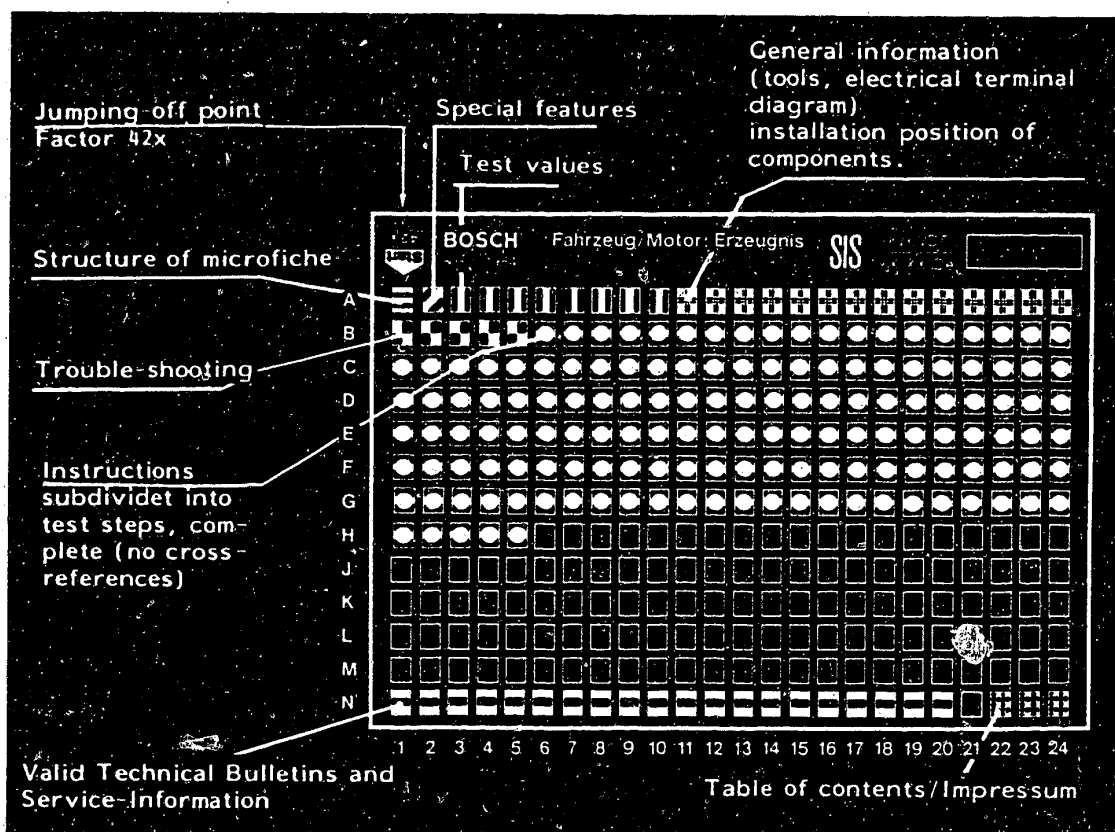 General information
(tools, electrical terminal
diagram)
installation position of
components.
Jumping-off point
Factor 42x
Special features
Test values
BOSCH
Fahrzeug/Motor: Erzeugnis
SIS
Structure of microfiche
A
B
Trouble-shooting
C
D
E
F
Instructions
subdividet into
test steps, com-
plete (no cross-
references)
G
H
J
K
L
M
N
1 2 3 4 5 6 7 8 9 10 11 12 13 14 15 16 17 18 19 20 21 22 23 24
Valid Technical Bulletins and
Service-Information
Table of contents/Impressum